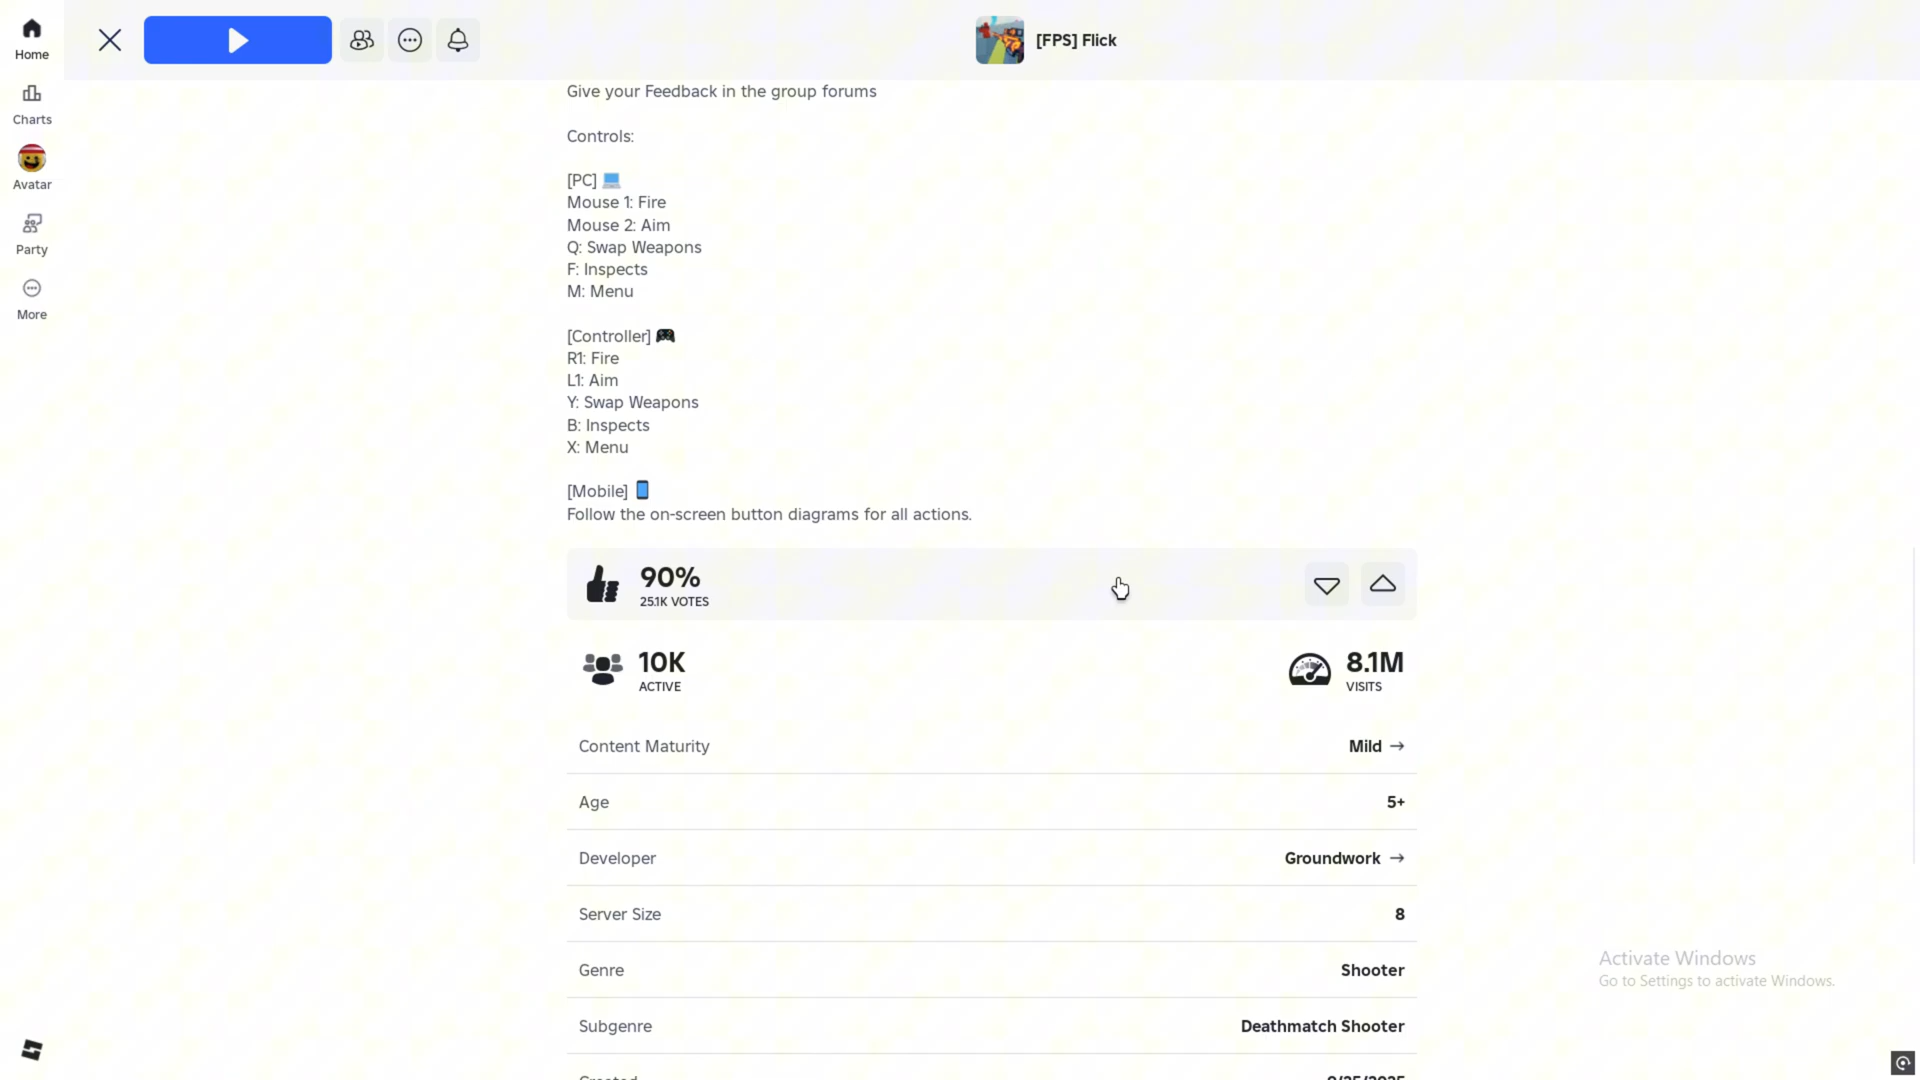 [FPS] Flick
Home
Charts
Avatar
Party
More
Give your Feedback in the group forums
Controls:
[PC] 💻
Mouse 1: Fire
Mouse 2: Aim
Q: Swap Weapons
F: Inspects
M: Menu
[Controller] 🎮
R1: Fire
L1: Aim
Y: Swap Weapons
B: Inspects
X: Menu
[Mobile] 📱
Follow the on-screen button diagrams for all actions.
90%
25.1K VOTES
10K
ACTIVE
8.1M
VISITS
Content Maturity Mild →
Age 5+
Developer Groundwork →
Server Size 8
Genre Shooter
Subgenre Deathmatch Shooter
Created 9/25/2025
Activate Windows
Go to Settings to activate Windows.